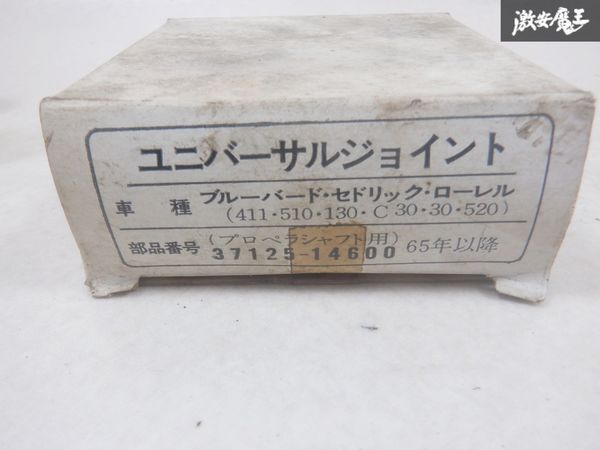 激安魔王
ユニバーサルジョイント
車種 ブルーバード・セドリック・ローレル
(411・510・130・C30・30・520)
(プロペラシャフト用)
部品番号 37125-14600 65年以降